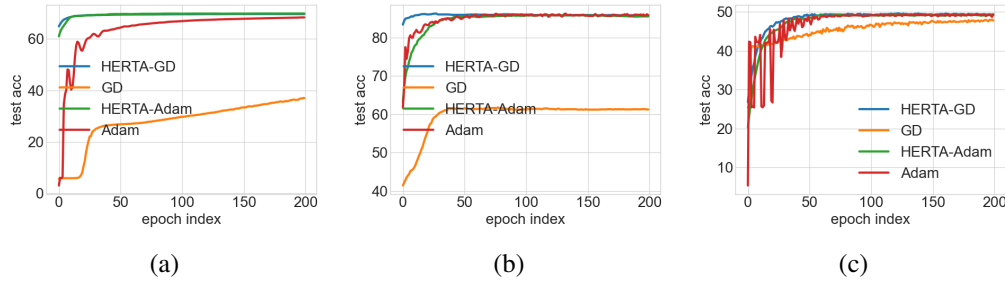 test acc
60
40
20
0
HERTA-GD
GD
HERTA-Adam
Adam
0
50
100
150
200
epoch index
(a)
test acc
80
70
60
50
40
HERTA-GD
GD
HERTA-Adam
Adam
0
50
100
150
200
epoch index
(b)
test acc
50
40
30
20
10
HERTA-GD
GD
HERTA-Adam
Adam
0
50
100
150
200
epoch index
(c)